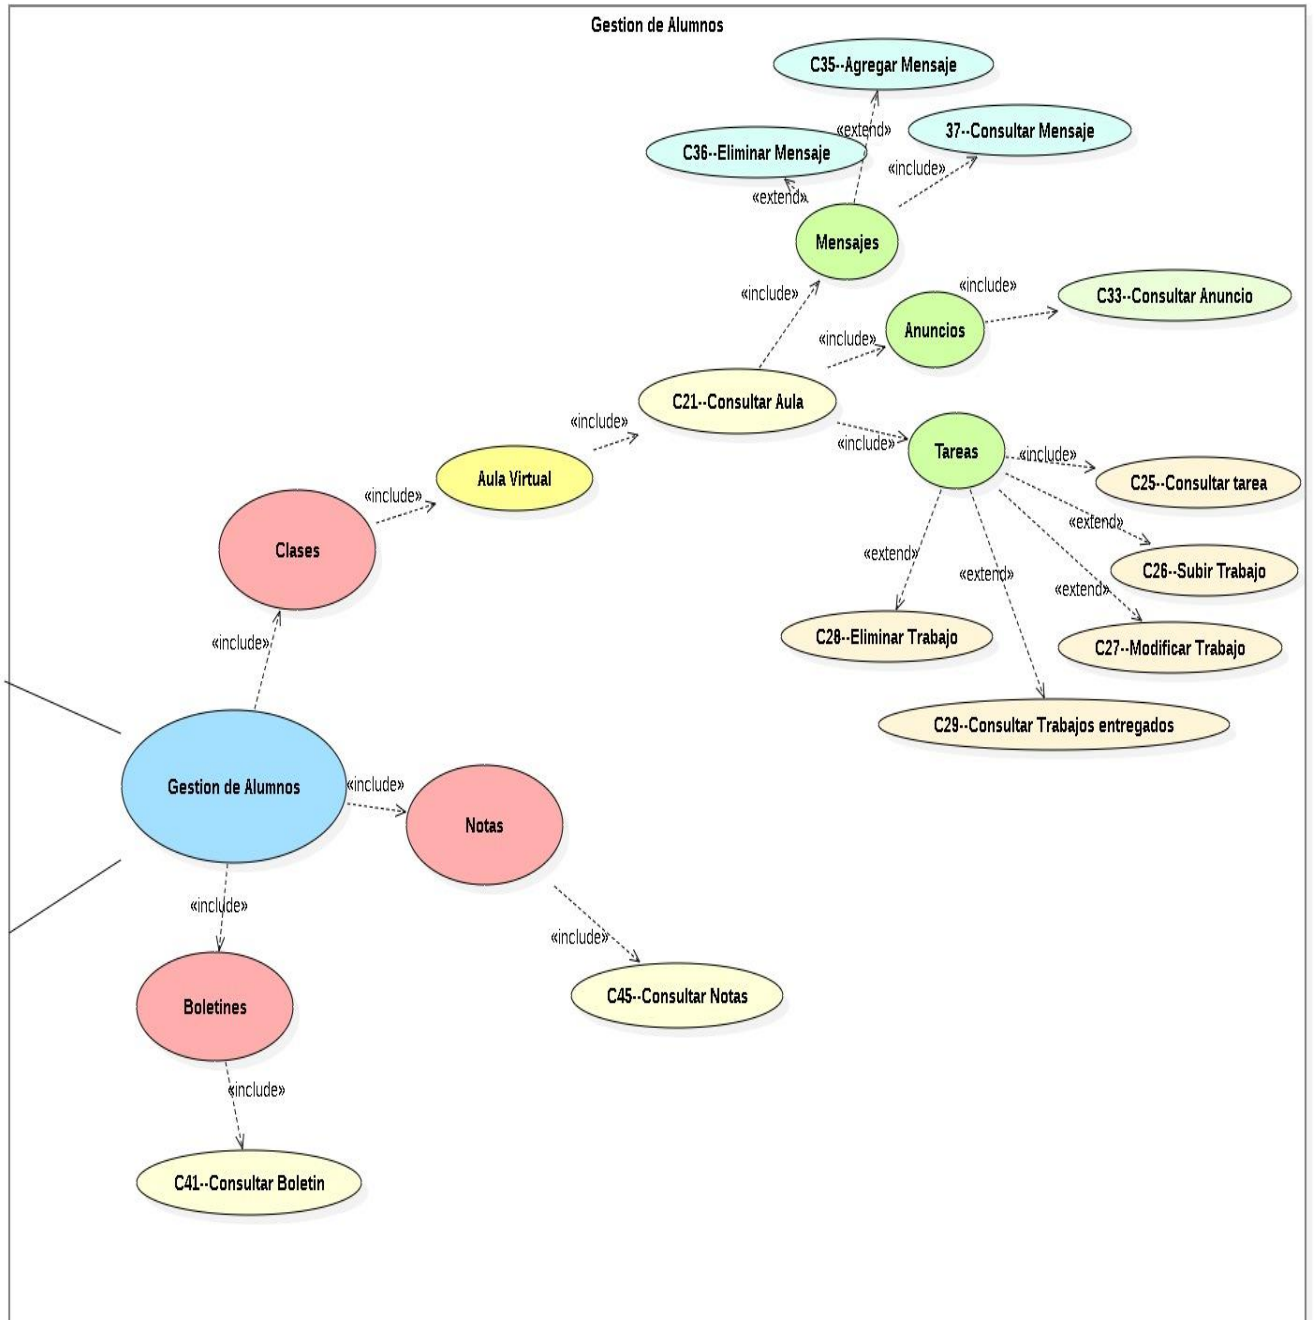 Gestion de Alumnos
C35--Agregar Mensaje
«extend»
37--Consultar Mensaje
C36--Eliminar Mensaje
«include»
«extend»
Mensajes
«include»
«include»
C33--Consultar Anuncio
Anuncios
«include»
C21--Consultar Aula
«include»
«include»
Tareas
«include»
Aula Virtual
C25--Consultar tarea
«include»
«extend»
Clases
«extend»
C26--Subir Trabajo
«extend»
«extend»
C28--Eliminar Trabajo
C27--Modificar Trabajo
«include»
C29--Consultar Trabajos entregados
Gestion de Alumnos
«include»
Notas
«include»
«include»
C45--Consultar Notas
Boletines
«include»
C41--Consultar Boletin